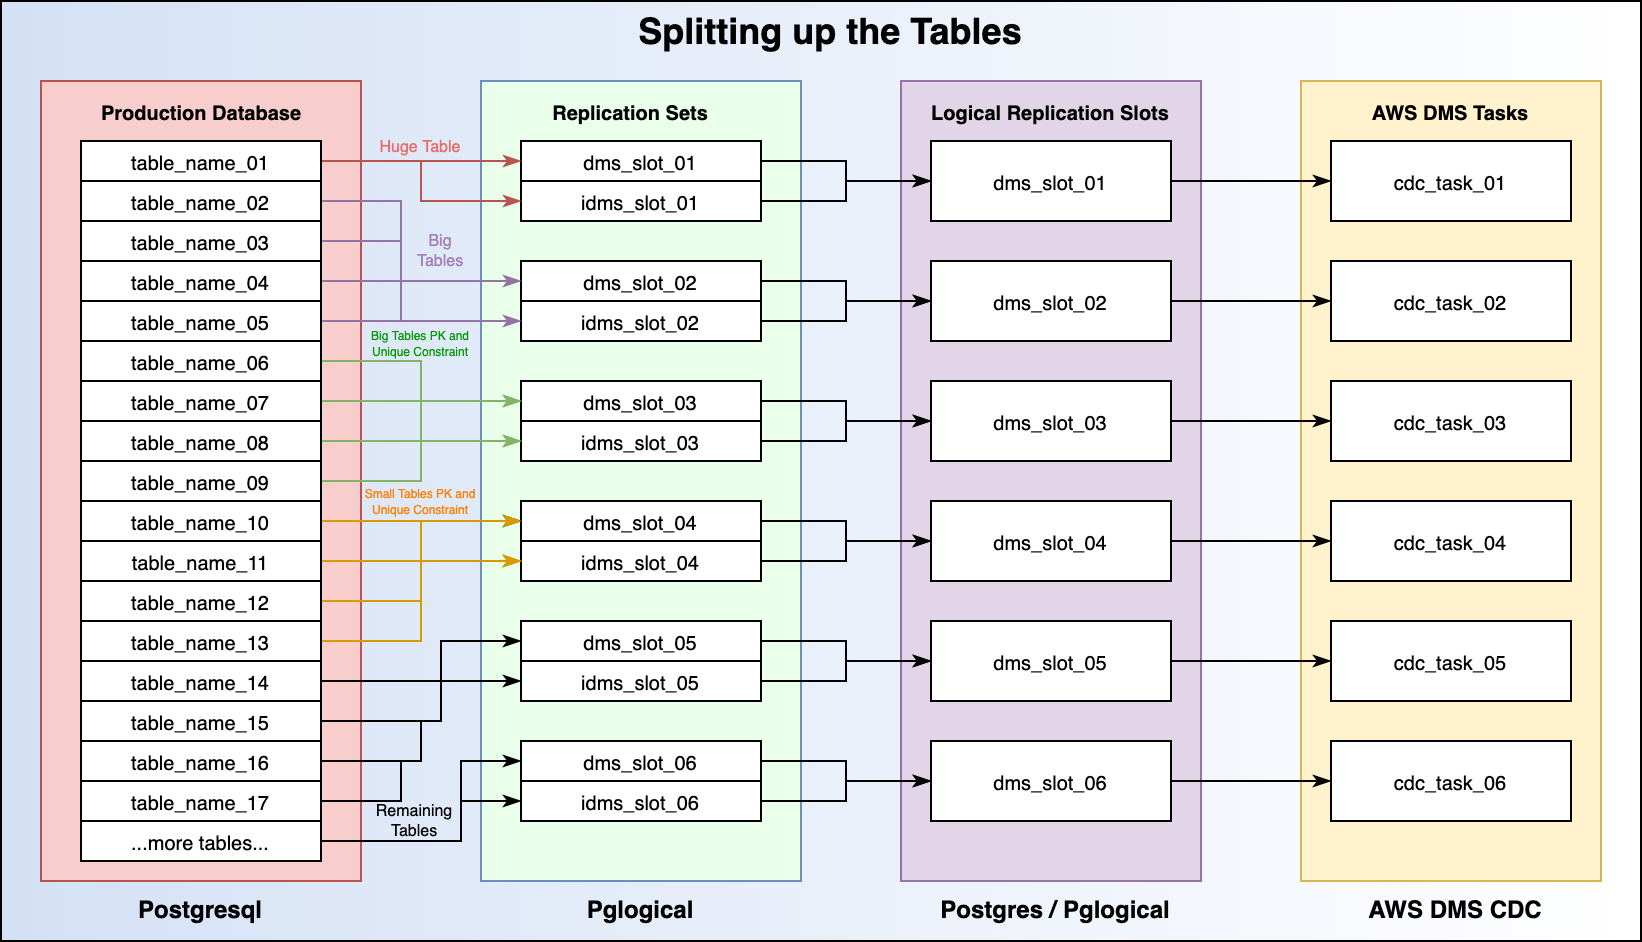 Splitting up the Tables
Production Database
table_name_01
table_name_02
table_name_03
table_name_04
table_name_05
table_name_06
table_name_07
table_name_08
table_name_09
table_name_10
table_name_11
table_name_12
table_name_13
table_name_14
table_name_15
table_name_16
table_name_17
...more tables...
Postgresql
Huge Table
Big
Tables
Big Tables PK and
Unique Constraint
Small Tables PK and
Unique Constraint
Remaining
Tables
Replication Sets
dms_slot_01
idms_slot_01
dms_slot_02
idms_slot_02
dms_slot_03
idms_slot_03
dms_slot_04
idms_slot_04
dms_slot_05
idms_slot_05
dms_slot_06
idms_slot_06
Pglogical
Logical Replication Slots
dms_slot_01
dms_slot_02
dms_slot_03
dms_slot_04
dms_slot_05
dms_slot_06
Postgres / Pglogical
AWS DMS Tasks
cdc_task_01
cdc_task_02
cdc_task_03
cdc_task_04
cdc_task_05
cdc_task_06
AWS DMS CDC